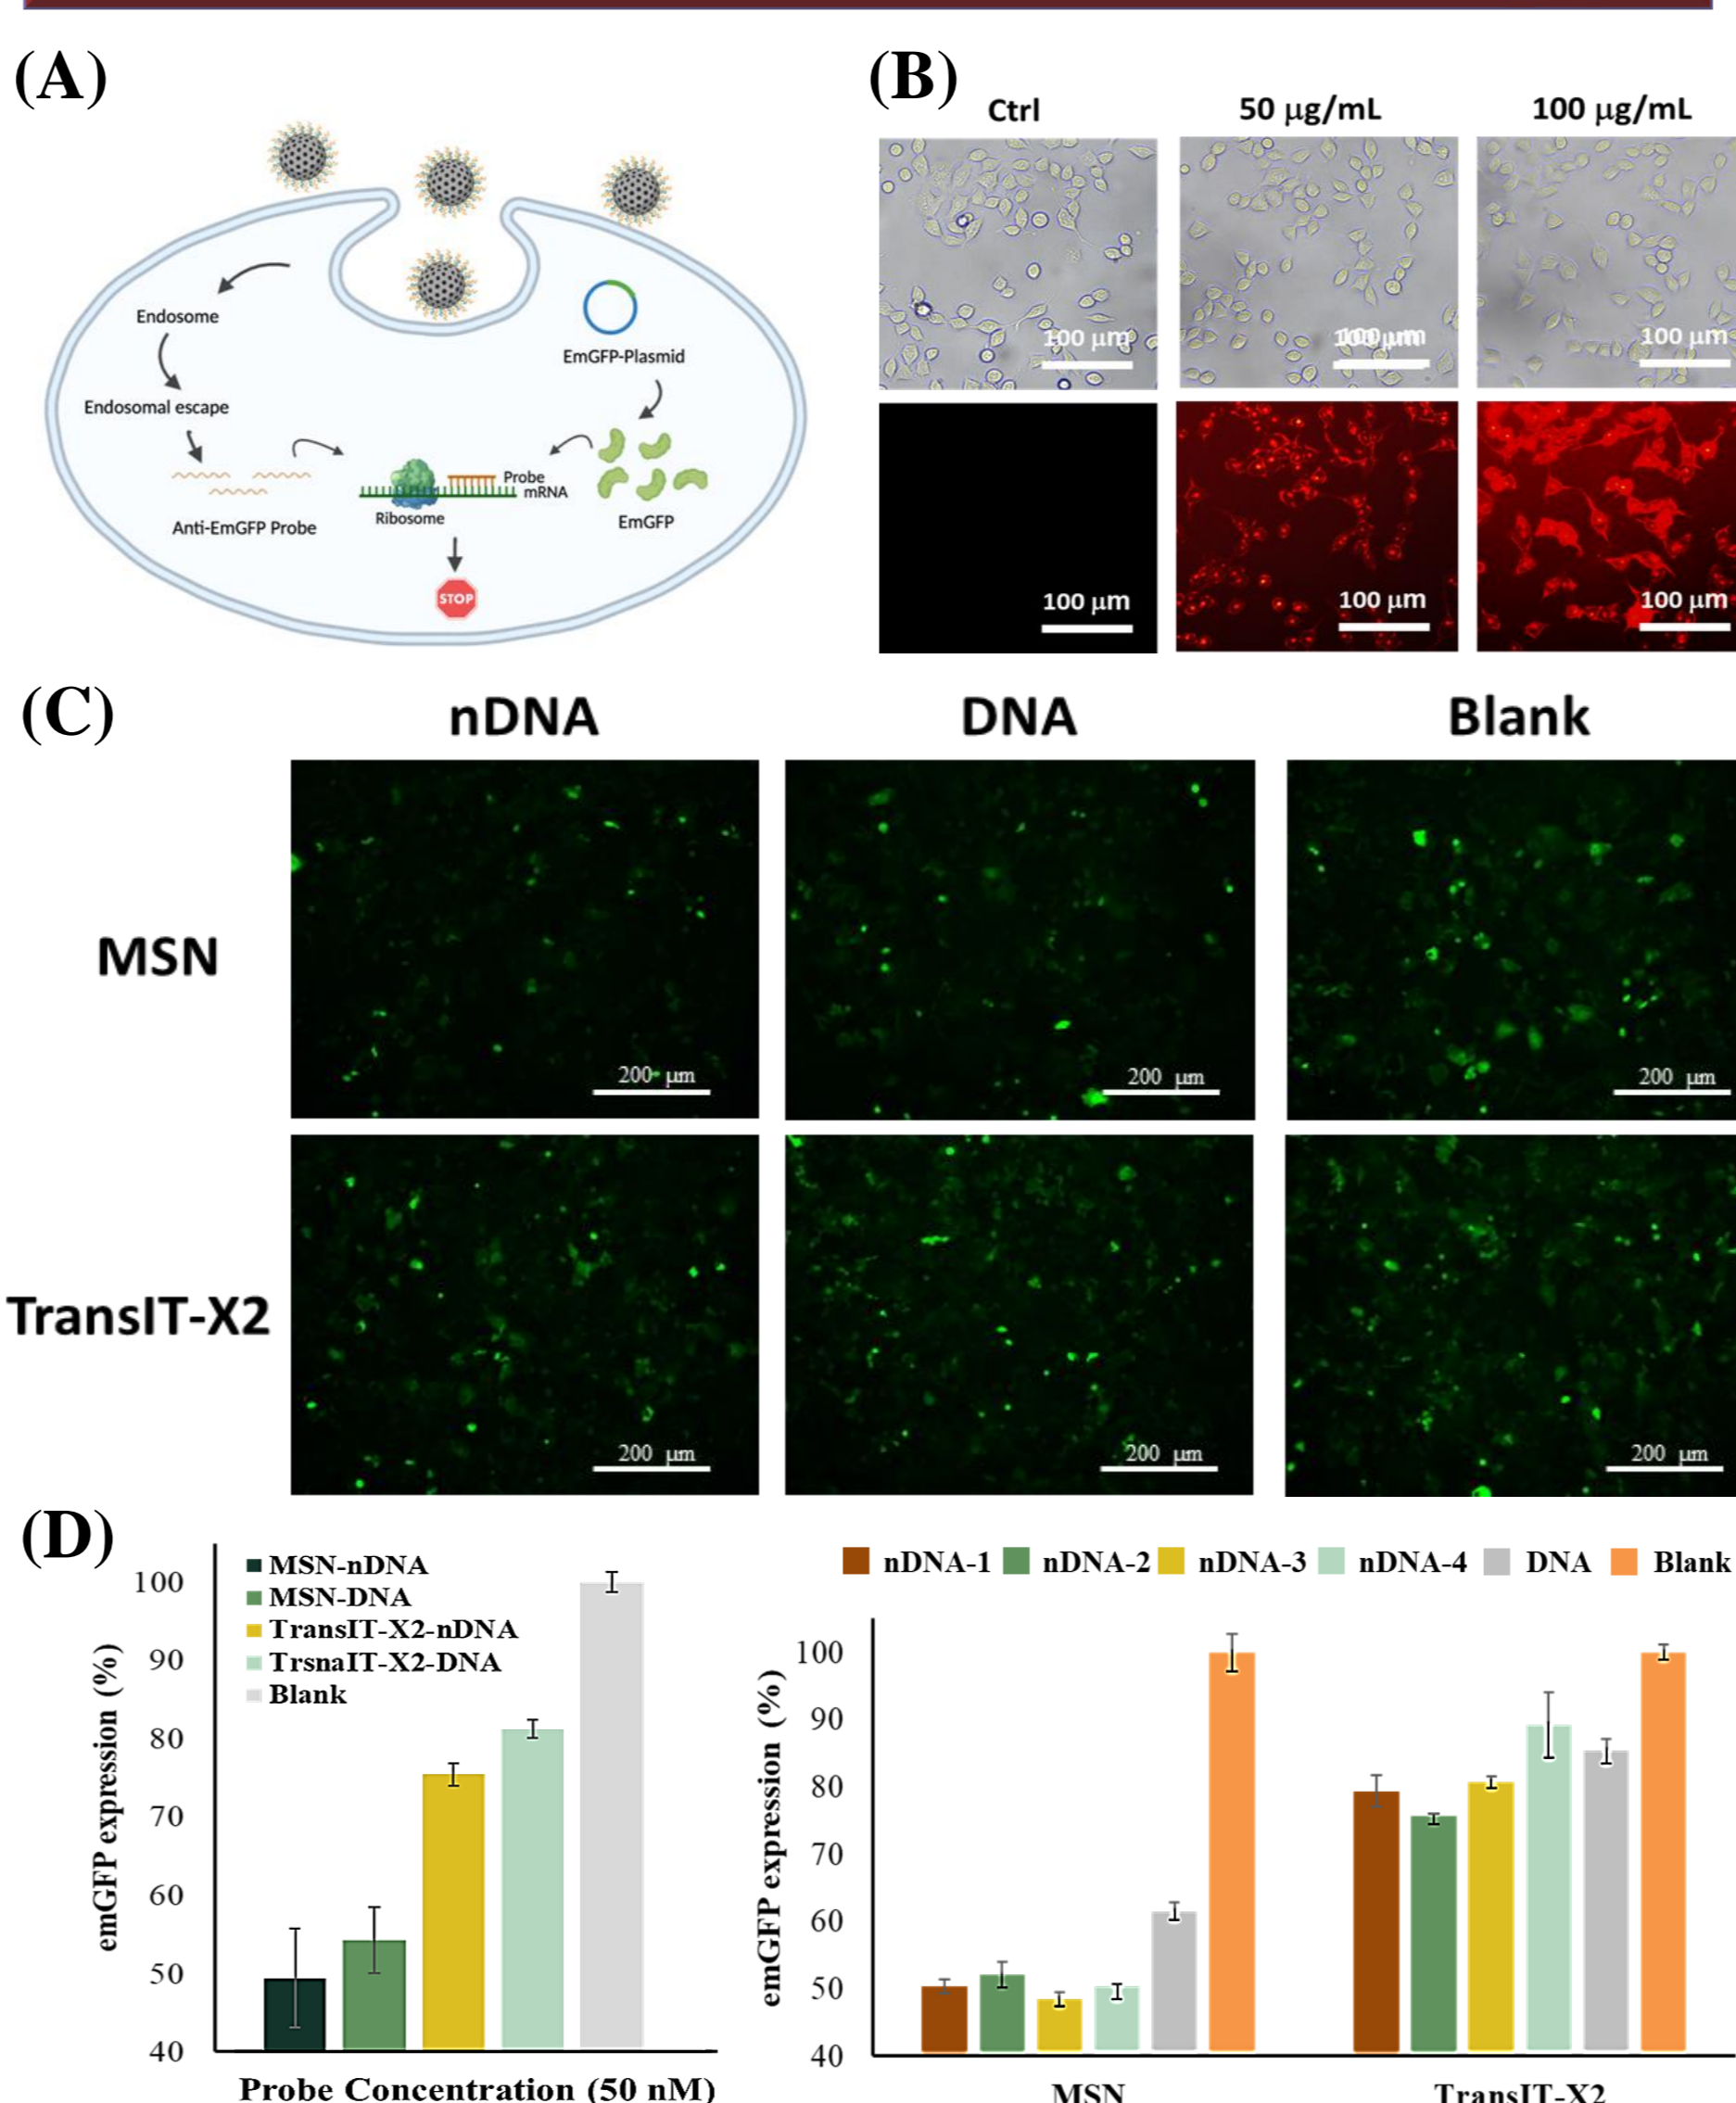 (A)
Endosome
Endosomal escape
Anti-EmGFP Probe
EmGFP-Plasmid
Probe
mRNA
Ribosome
EmGFP
STOP
(B)
Ctrl 50 μg/mL 100 μg/mL
100 μm 100 μm 100 μm
100 μm 100 μm 100 μm
(C)
nDNA DNA Blank
MSN
200 μm 200 μm 200 μm
TransIT-X2
200 μm 200 μm 200 μm
(D)
emGFP expression (%)
100
90
80
70
60
50
40
MSN-nDNA
MSN-DNA
TransIT-X2-nDNA
TrsnaIT-X2-DNA
Blank
Probe Concentration (50 nM)
nDNA-1 nDNA-2 nDNA-3 nDNA-4 DNA Blank
emGFP expression (%)
100
90
80
70
60
50
40
MSN TransIT-X2